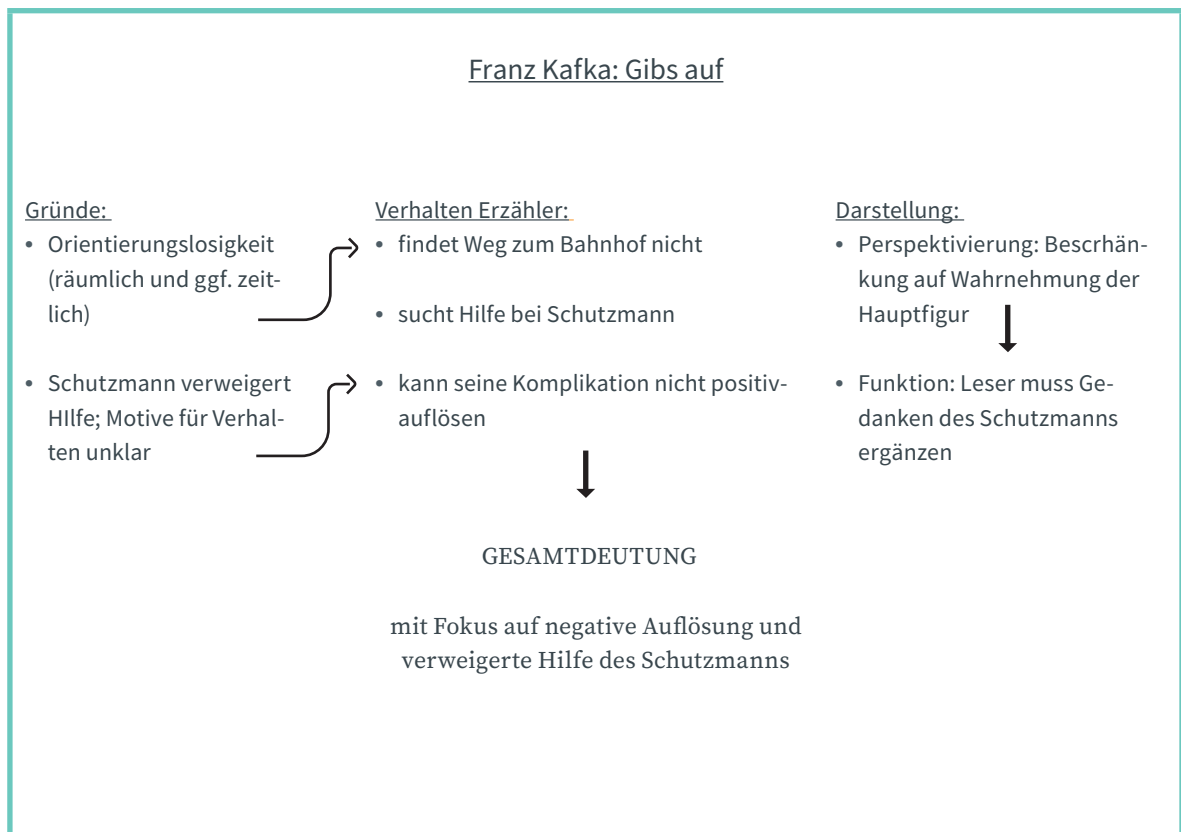 Franz Kafka: Gibs auf
Gründe:
• Orientierungslosigkeit
(räumlich und ggf. zeit-
lich)
• Schutzmann verweigert
HIlfe; Motive für Verhal-
ten unklar
Verhalten Erzähler:
• findet Weg zum Bahnhof nicht
• sucht Hilfe bei Schutzmann
• kann seine Komplikation nicht positiv-
auflösen
Darstellung:
• Perspektivierung: Bescrhän-
kung auf Wahrnehmung der
Hauptfigur
• Funktion: Leser muss Ge-
danken des Schutzmanns
ergänzen
GESAMTDEUTUNG
mit Fokus auf negative Auflösung und
verweigerte Hilfe des Schutzmanns